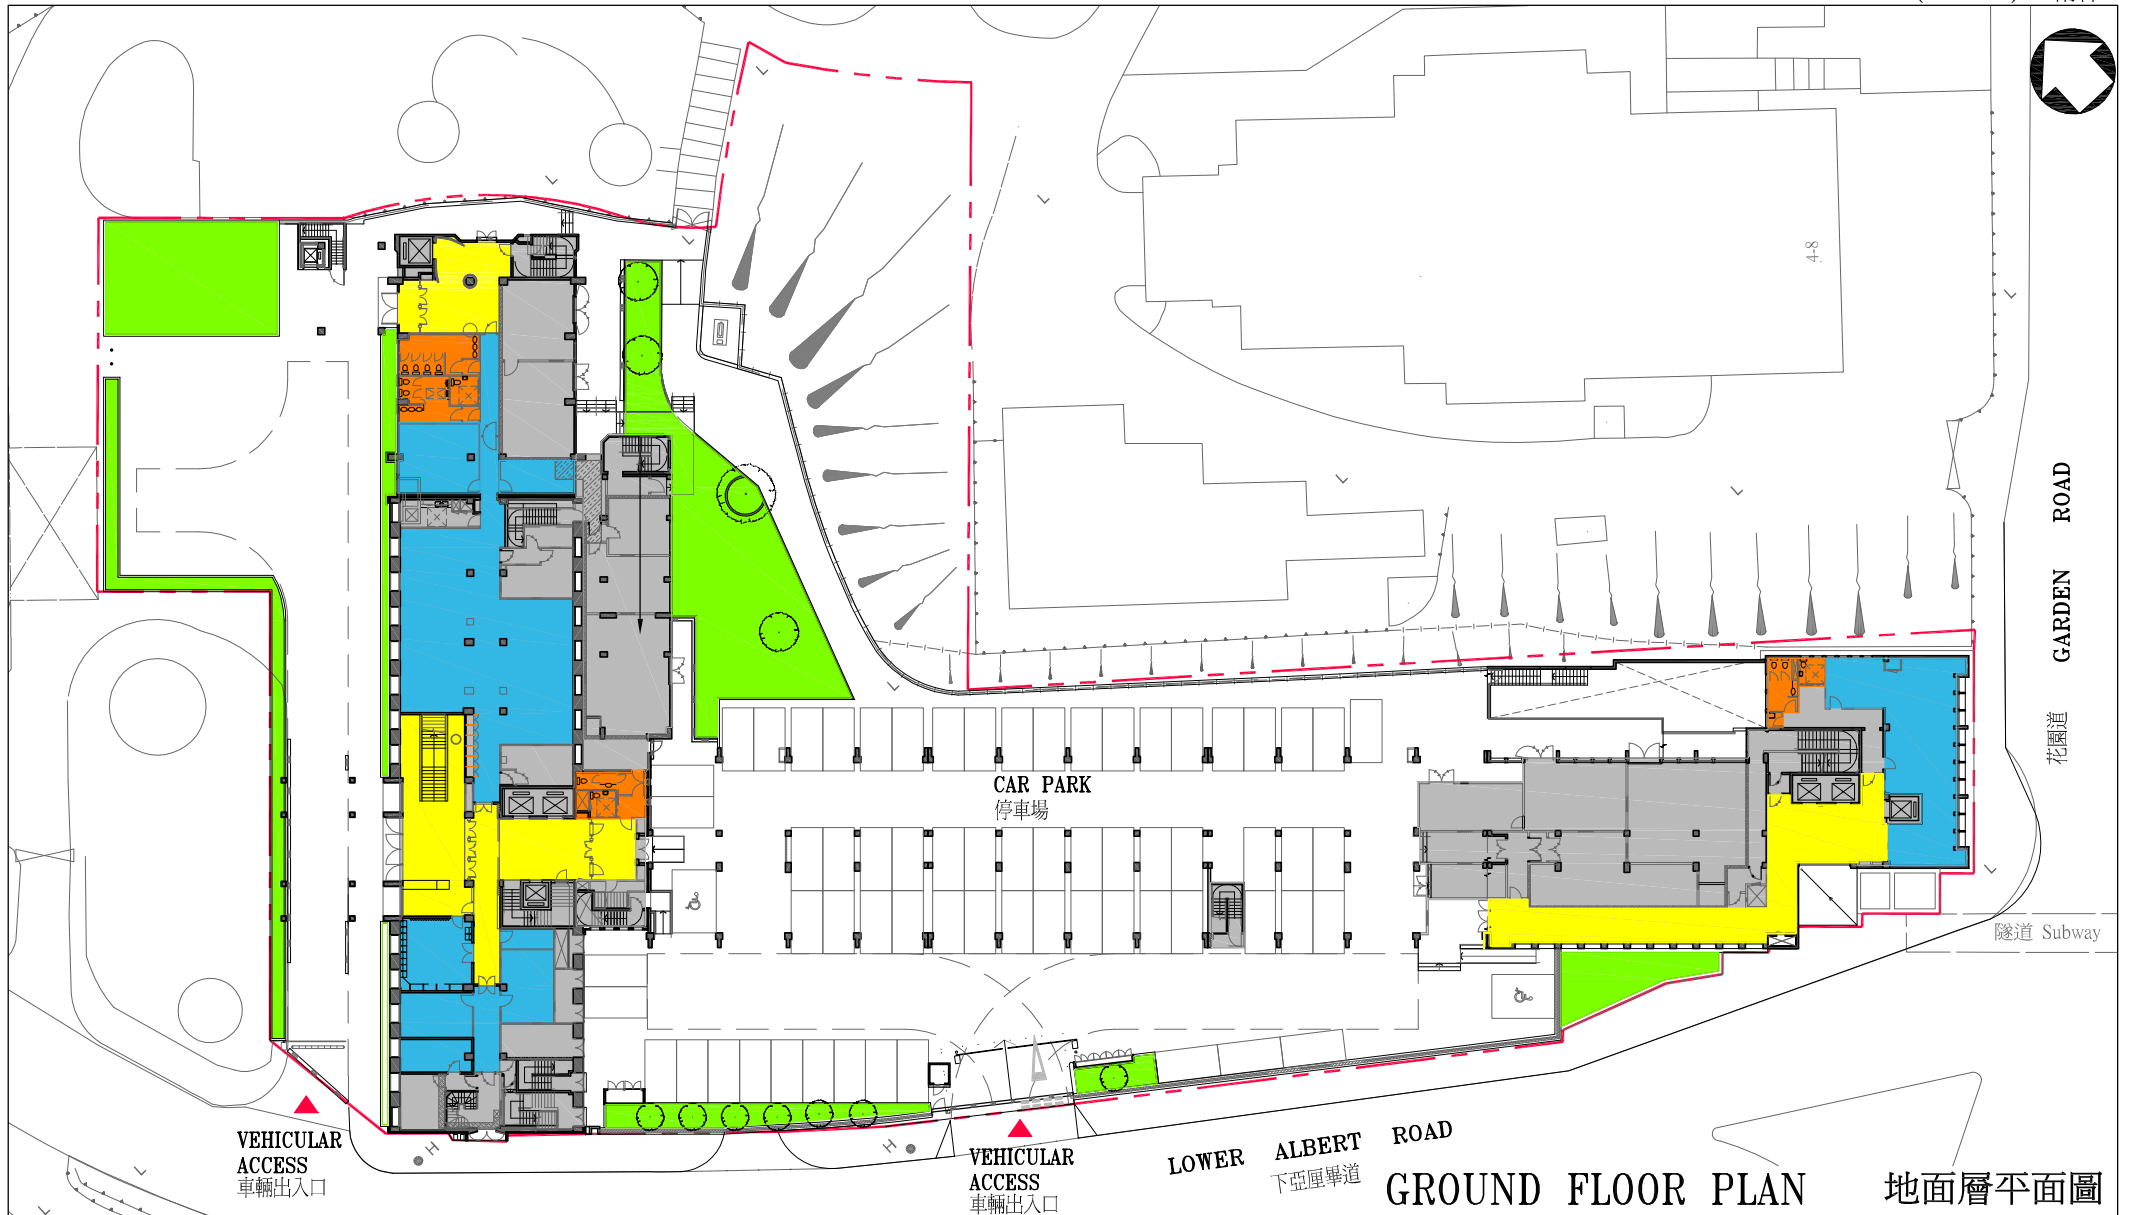 4-8
GARDEN ROAD
花園道
CAR PARK
停車場
隧道 Subway
VEHICULAR
ACCESS
車輛出入口
VEHICULAR
ACCESS
車輛出入口
LOWER ALBERT ROAD
下亞厘畢道
GROUND FLOOR PLAN 地面層平面圖
H
H
L
L
L
L
L
L
L
L
L
L
L
L